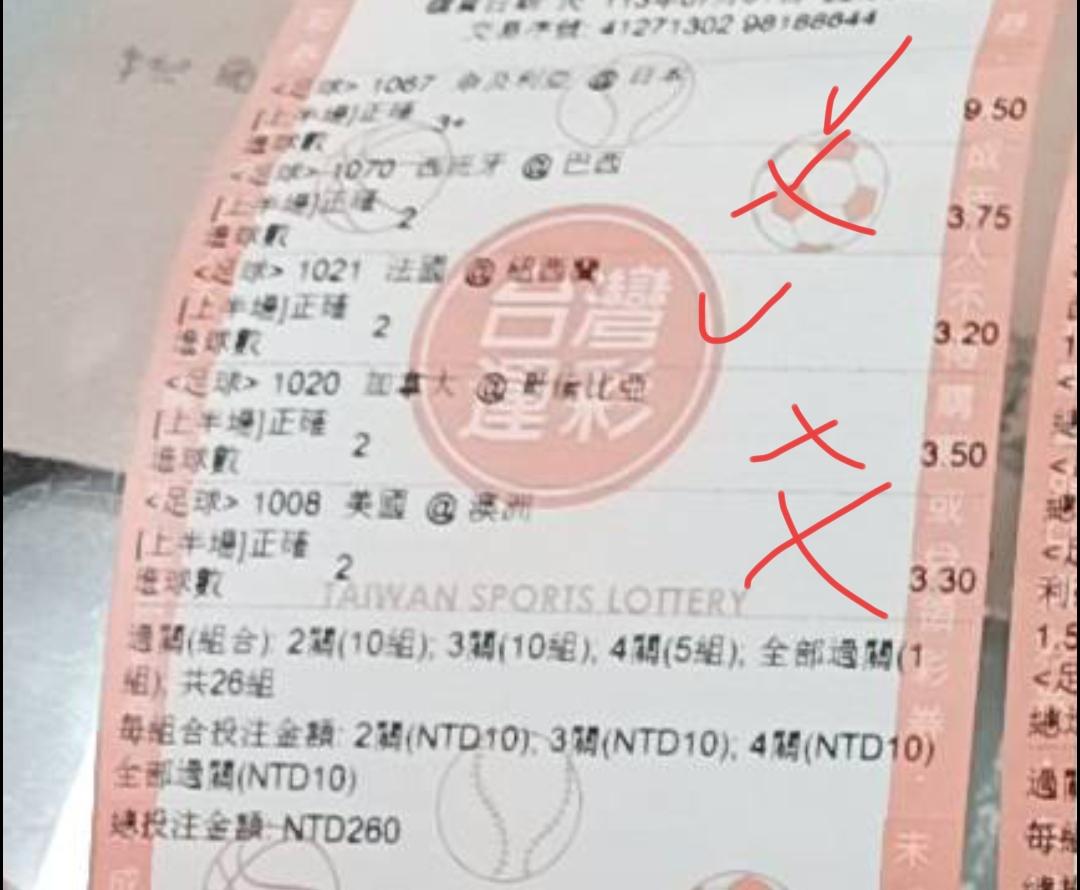 交易序號: 41271302 98188844
<足球> 1067 奈及利亞 @ 日本
[上半場]正確 3+ 9.50
進球數
<足球> 1070 西班牙 @ 巴西
[上半場]正確 2 3.75
進球數
<足球> 1021 法國 @ 紐西蘭
[上半場]正確 2 3.20
進球數
<足球> 1020 加拿大 @ 哥倫比亞
[上半場]正確 2 3.50
進球數
<足球> 1008 美國 @ 澳洲
[上半場]正確 2 3.30
進球數
台灣
運彩
TAIWAN SPORTS LOTTERY
過關(組合): 2關(10組); 3關(10組); 4關(5組); 全部過關(1
組), 共26組
每組合投注金額: 2關(NTD10); 3關(NTD10); 4關(NTD10)
全部過關(NTD10)
總投注金額: NTD260